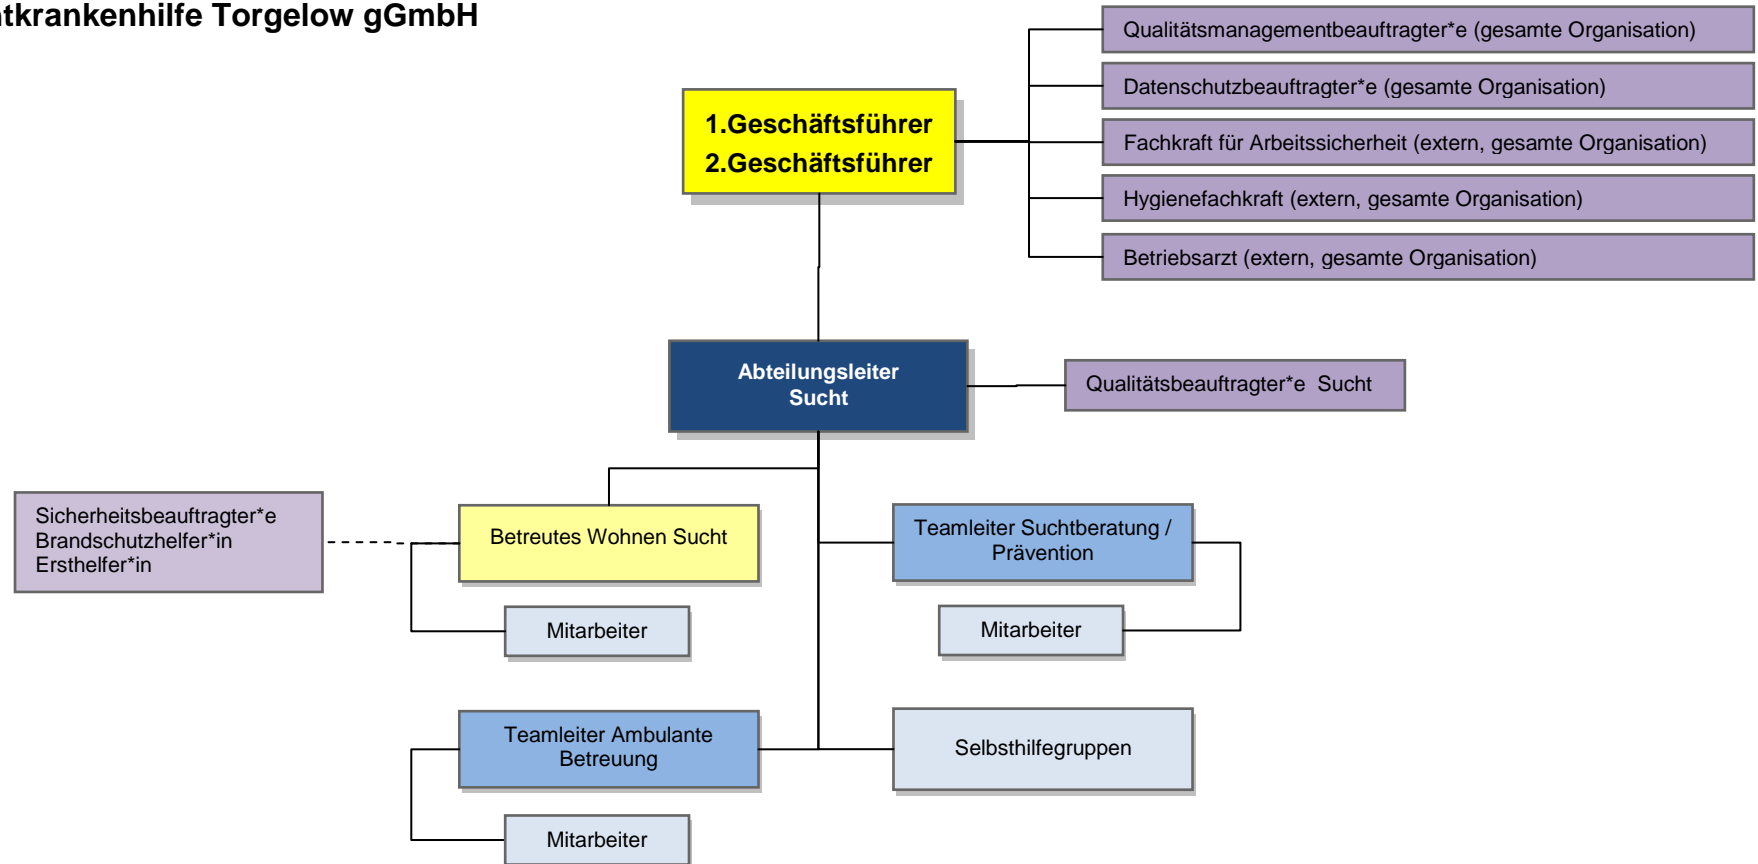 Torgelow gGmbH
Qualitätsmanagementbeauftragter*e (gesamte Organisation)
Datenschutzbeauftragter*e (gesamte Organisation)
1.Geschäftsführer
2.Geschäftsführer
Fachkraft für Arbeitssicherheit (extern, gesamte Organisation)
Hygienefachkraft (extern, gesamte Organisation)
Betriebsarzt (extern, gesamte Organisation)
Abteilungsleiter
Sucht
Qualitätsbeauftragter*e Sucht
Sicherheitsbeauftragter*e
Brandschutzhelfer*in
Ersthelfer*in
Betreutes Wohnen Sucht
Mitarbeiter
Teamleiter Suchtberatung /
Prävention
Mitarbeiter
Teamleiter Ambulante
Betreuung
Mitarbeiter
Selbsthilfegruppen